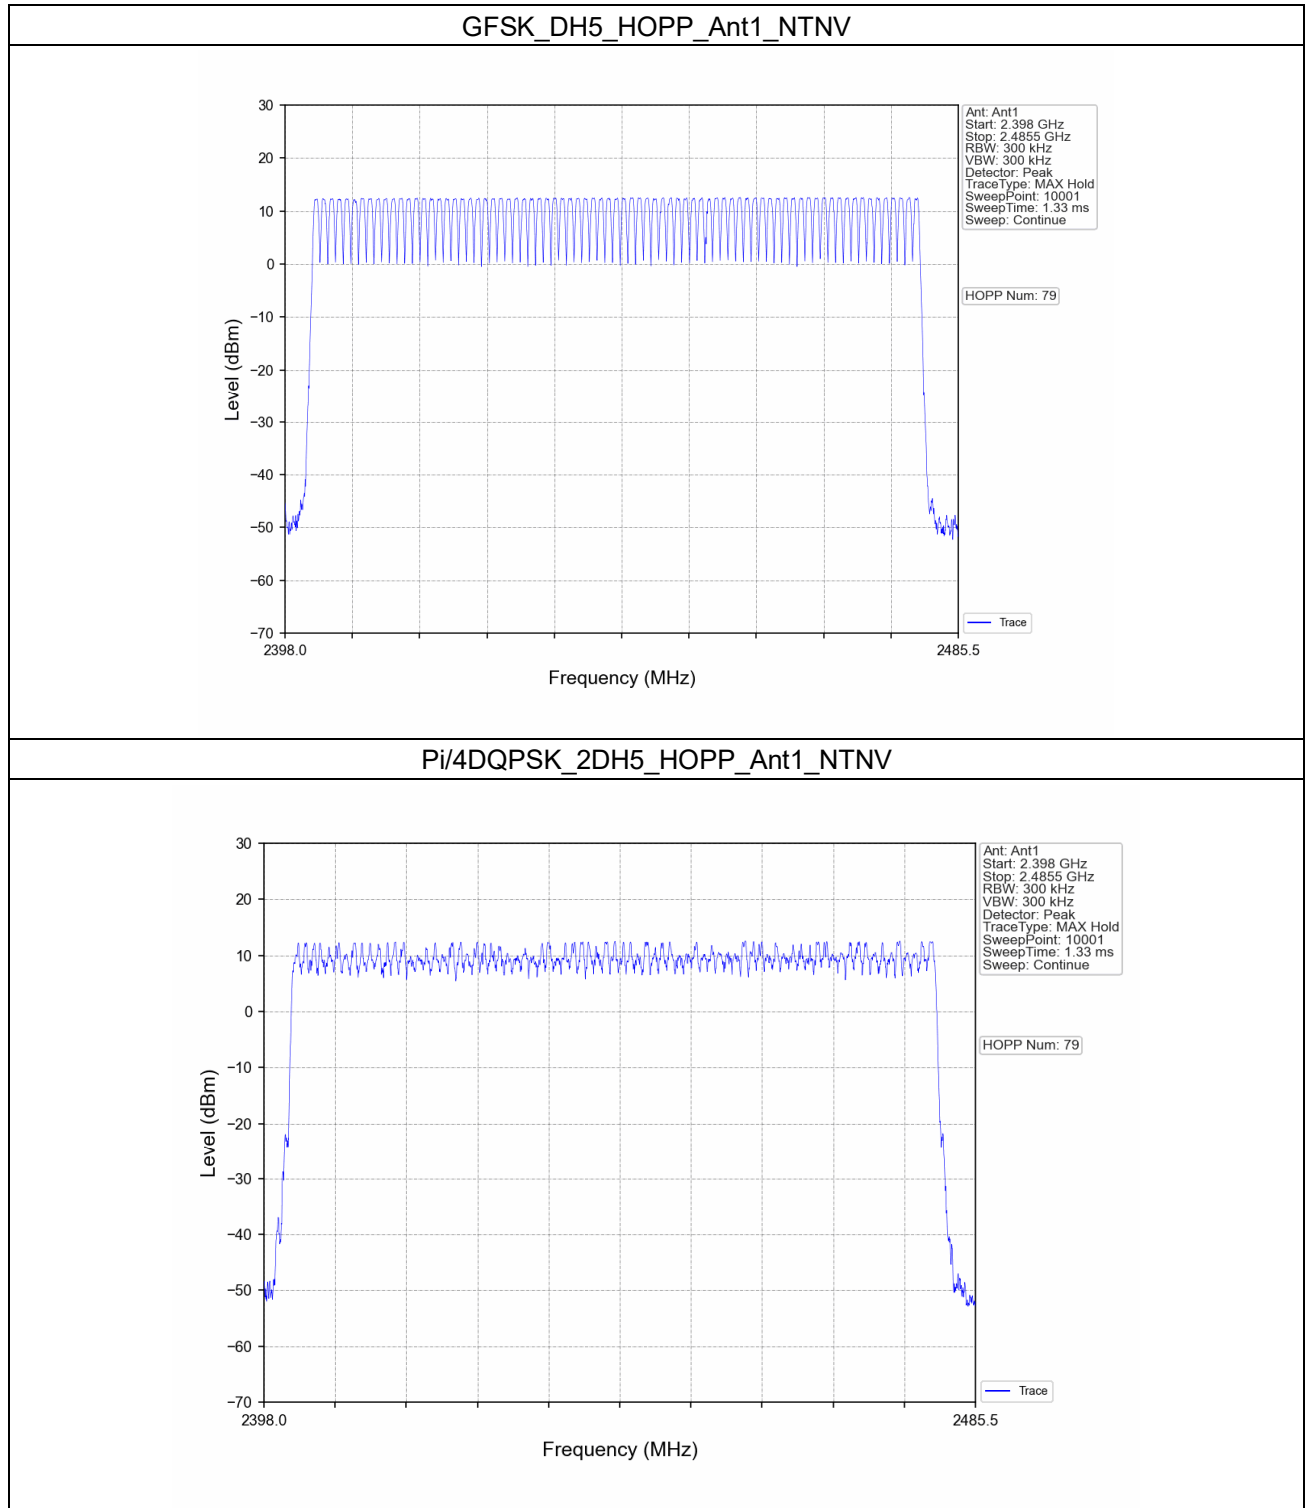 GFSK_DH5_HOPP_Ant1_NTNV
30
20
10
0
−10
−20
−30
−40
−50
−60
−70
Level (dBm)
2398.0
2485.5
Frequency (MHz)
Ant: Ant1
Start: 2.398 GHz
Stop: 2.4855 GHz
RBW: 300 kHz
VBW: 300 kHz
Detector: Peak
TraceType: MAX Hold
SweepPoint: 10001
SweepTime: 1.33 ms
Sweep: Continue
HOPP Num: 79
Trace
Pi/4DQPSK_2DH5_HOPP_Ant1_NTNV
30
20
10
0
−10
−20
−30
−40
−50
−60
−70
Level (dBm)
2398.0
2485.5
Frequency (MHz)
Ant: Ant1
Start: 2.398 GHz
Stop: 2.4855 GHz
RBW: 300 kHz
VBW: 300 kHz
Detector: Peak
TraceType: MAX Hold
SweepPoint: 10001
SweepTime: 1.33 ms
Sweep: Continue
HOPP Num: 79
Trace